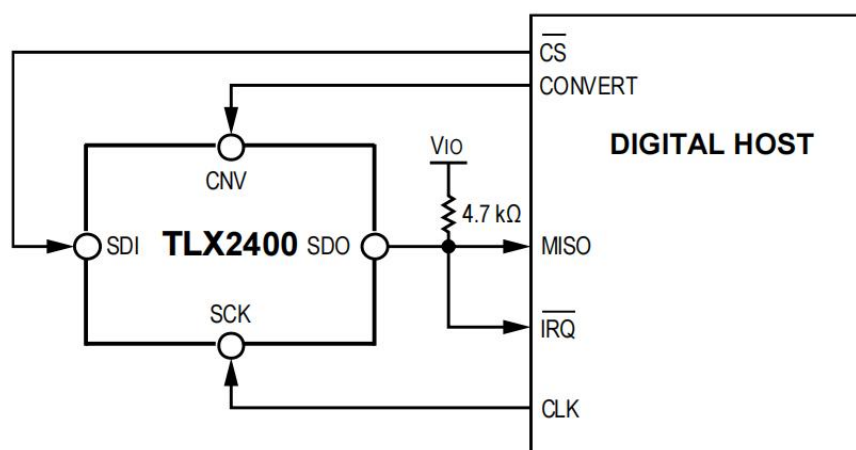 CS
CONVERT
DIGITAL HOST
VIO
CNV
4.7 kΩ
SDI TLX2400 SDO
MISO
SCK
IRQ
CLK